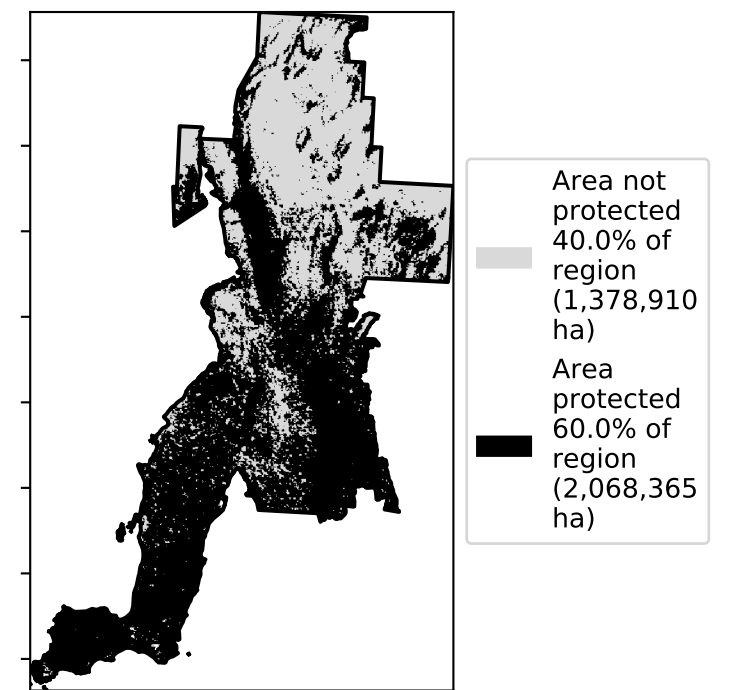 Area not
protected
40.0% of
region
(1,378,910
ha)
Area
protected
60.0% of
region
(2,068,365
ha)